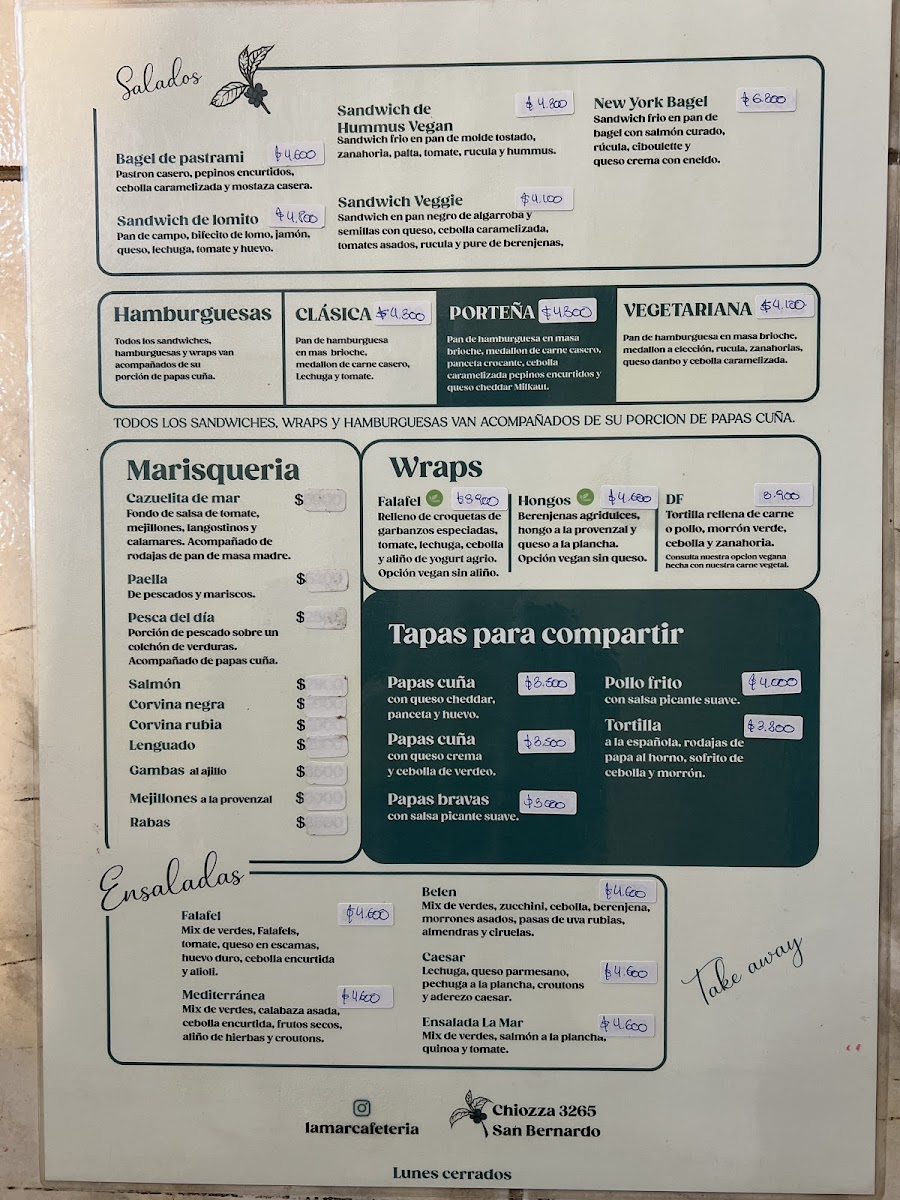 Salados
Bagel de pastrami $4.600
Pastron casero, pepinos encurtidos,
cebolla caramelizada y mostaza casera.
Sandwich de lomito $4.800
Pan de campo, bifecito de lomo, jamón,
queso, lechuga, tomate y huevo.
Sandwich de $4.800
Hummus Vegan
Sandwich frio en pan de molde tostado,
zanahoria, palta, tomate, rucula y hummus.
Sandwich Veggie $4.100
Sandwich en pan negro de algarroba y
semillas con queso, cebolla caramelizada,
tomates asados, rucula y pure de berenjenas,
New York Bagel $6.800
Sandwich frio en pan de
bagel con salmón curado,
rúcula, ciboulette y
queso crema con eneldo.
Hamburguesas
Todos los sandwiches,
hamburguesas y wraps van
acompañados de su
porción de papas cuña.
CLÁSICA $4.800
Pan de hamburguesa
en mas brioche,
medallon de carne casero,
Lechuga y tomate.
PORTEÑA $4.800
Pan de hamburguesa en masa
brioche, medallon de carne casero,
panceta crocante, cebolla
caramelizada pepinos encurtidos y
queso cheddar Milkaut.
VEGETARIANA $4.100
Pan de hamburguesa en masa brioche,
medallon a elección, rucula, zanahorias,
queso danbo y cebolla caramelizada.
TODOS LOS SANDWICHES, WRAPS y HAMBURGUESAS VAN ACOMPAÑADOS DE SU PORCION DE PAPAS CUÑA.
Marisqueria
Cazuelita de mar $
Fondo de salsa de tomate,
mejillones, langostinos y
calamares. Acompañado de
rodajas de pan de masa madre.
Paella $
De pescados y mariscos.
Pesca del día $
Porción de pescado sobre un
colchón de verduras.
Acompañado de papas cuña.
Salmón $
Corvina negra $
Corvina rubia $
Lenguado $
Gambas al ajillo $
Mejillones a la provenzal $
Rabas $
Wraps
Falafel $3.900
Relleno de croquetas de
garbanzos especiadas,
tomate, lechuga, cebolla
y aliño de yogurt agrio.
Opción vegan sin aliño.
Hongos $4.600
Berenjenas agridulces,
hongo a la provenzal y
queso a la plancha.
Opción vegan sin queso.
DF 3.900
Tortilla rellena de carne
o pollo, morrón verde,
cebolla y zanahoria.
Consulta nuestra opcion vegana
hecha con nuestra carne vegetal.
Tapas para compartir
Papas cuña $3.500
con queso cheddar,
panceta y huevo.
Papas cuña $3.500
con queso crema
y cebolla de verdeo.
Papas bravas $3.000
con salsa picante suave.
Pollo frito $4.000
con salsa picante suave.
Tortilla $3.800
a la española, rodajas de
papa al horno, sofrito de
cebolla y morrón.
Ensaladas
Falafel $4.600
Mix de verdes, Falafels,
tomate, queso en escamas,
huevo duro, cebolla encurtida
y alioli.
Mediterránea $4.600
Mix de verdes, calabaza asada,
cebolla encurtida, frutos secos,
aliño de hierbas y croutons.
Belen $4.600
Mix de verdes, zucchini, cebolla, berenjena,
morrones asados, pasas de uva rubias,
almendras y ciruelas.
Caesar $4.600
Lechuga, queso parmesano,
pechuga a la plancha, croutons
y aderezo caesar.
Ensalada La Mar $4.600
Mix de verdes, salmón a la plancha,
quinoa y tomate.
Take away
lamarcafeteria
Chiozza 3265
San Bernardo
Lunes cerrados